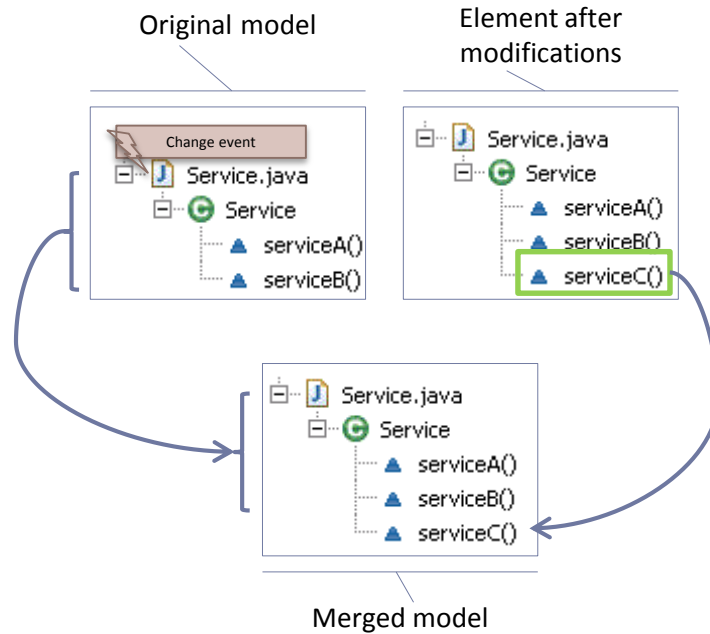 Original model
Element after
modifications
Change event
J Service.java
C Service
serviceA()
serviceB()
J Service.java
C Service
serviceA()
serviceB()
serviceC()
J Service.java
C Service
serviceA()
serviceB()
serviceC()
Merged model